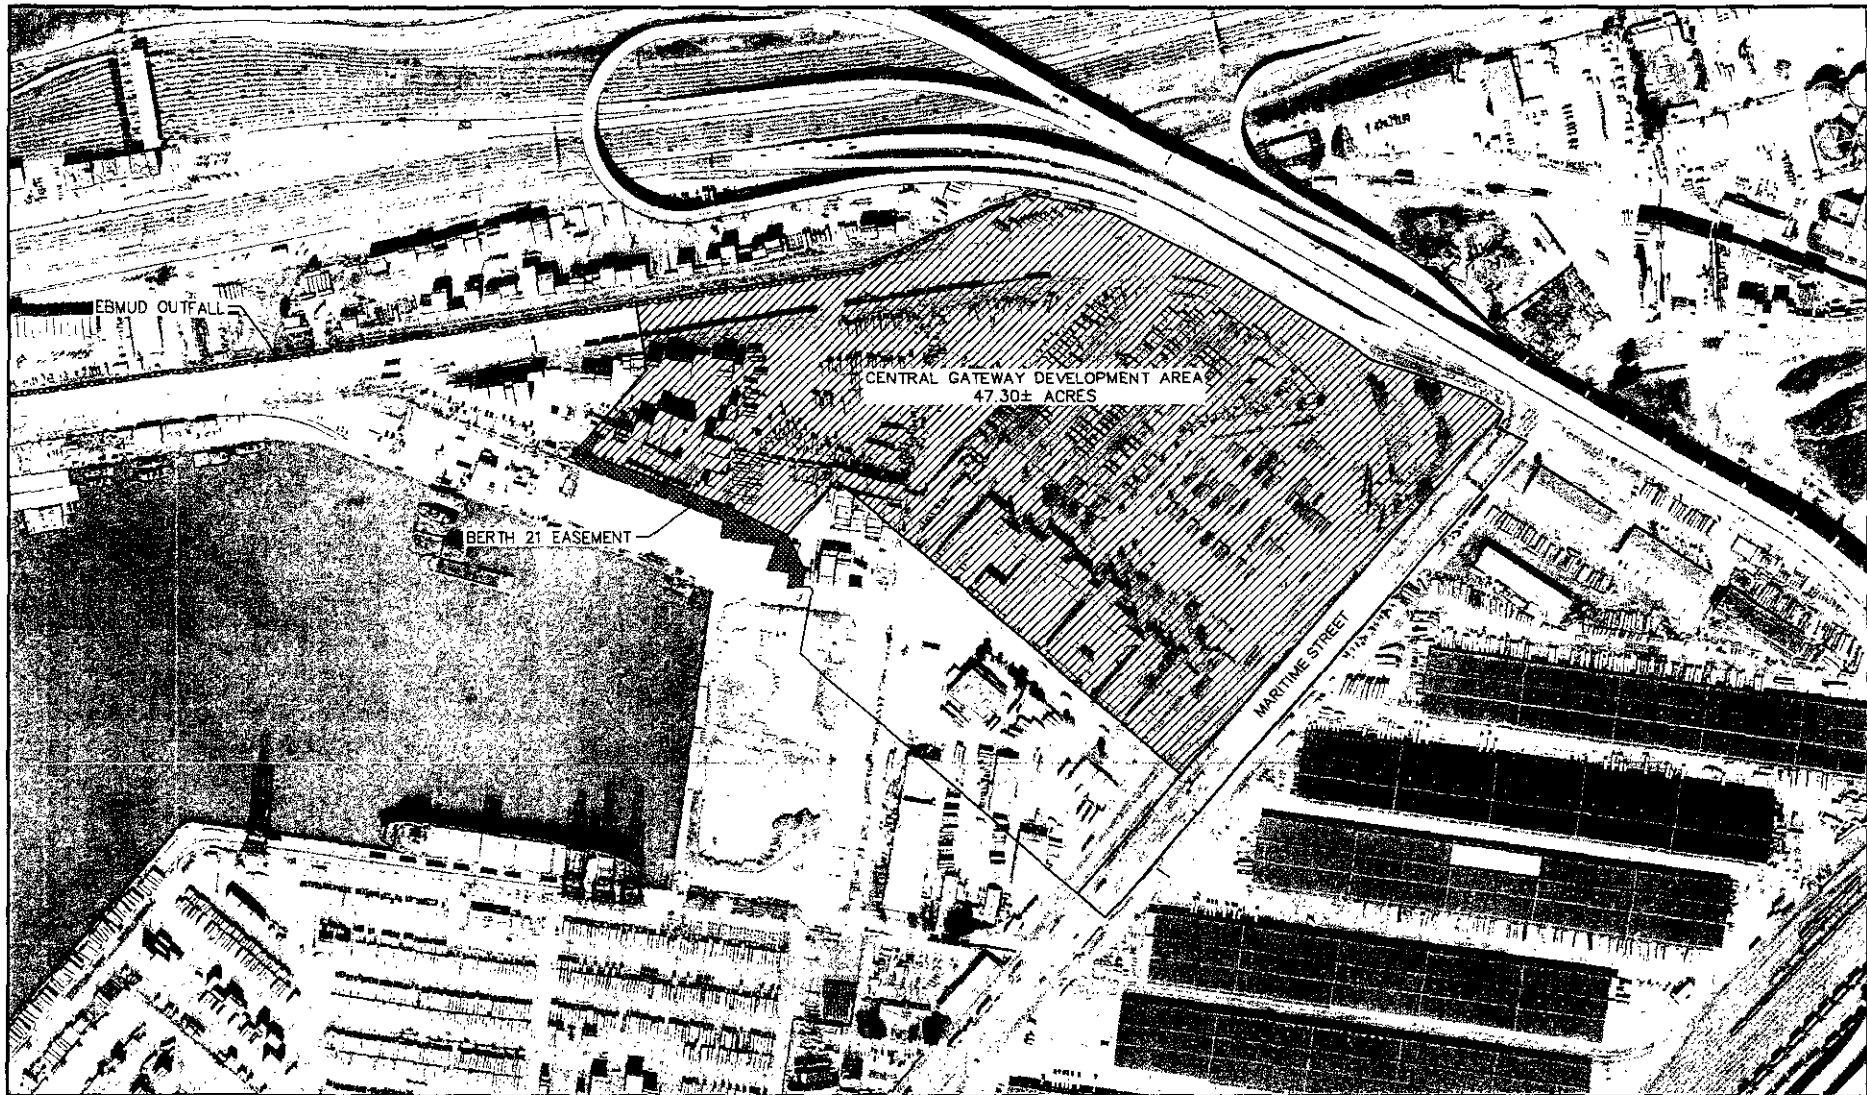 EBMUD OUTFALL
CENTRAL GATEWAY DEVELOPMENT AREA
47.30± ACRES
BERTH 21 EASEMENT
MARITIME STREET